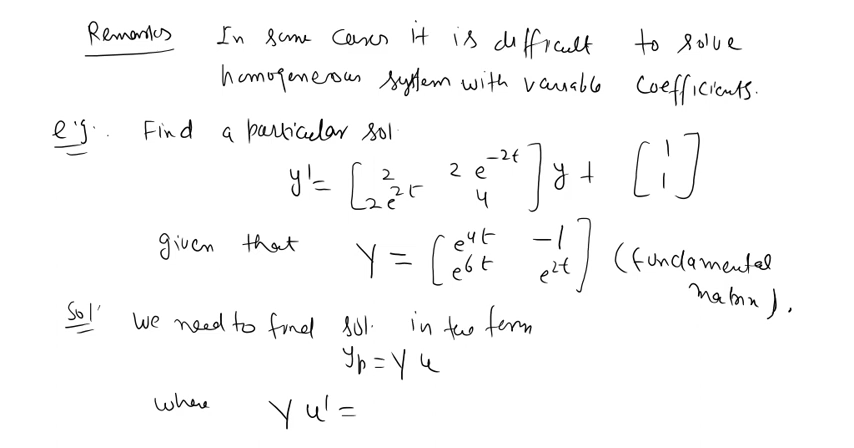 Remarks In some cases it is difficult to solve
homogeneous system with variable coefficients.
e.g. Find a particular sol.
y' = [ 2 2e^{-2t} ; 2e^{2t} 4 ] y + [ 1 ; 1 ]
given that Y = [ e^{4t} -1 ; e^{6t} e^{2t} ] (fundamental
matrix).
Sol' We need to find sol. in the form
y_p = Y u
where Y u' =